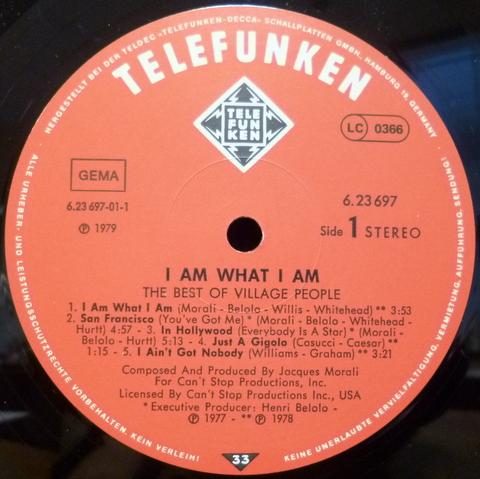 HERGESTELLT BEI DER TELDEC »TELEFUNKEN-DECCA« SCHALLPLATTEN GMBH., HAMBURG 19, GERMANY ·
TELEFUNKEN
TELE
FUN
KEN
LC 0366
GEMA
6.23 697-01-1
℗ 1979
6.23 697
Side 1 STEREO
I AM WHAT I AM
THE BEST OF VILLAGE PEOPLE
1. I Am What I Am (Morali - Belolo - Willis - Whitehead) ** 3:53
2. San Francisco (You've Got Me) * (Morali - Belolo - Whitehead -
Hurtt) 4:57 - 3. In Hollywood (Everybody Is A Star) * (Morali -
Belolo - Hurtt) 5:13 - 4. Just A Gigolo (Casucci - Caesar) **
1:15 - 5. I Ain't Got Nobody (Williams - Graham) ** 3:21
Composed And Produced By Jacques Morali
For Can't Stop Productions, Inc.
Licensed By Can't Stop Productions Inc., USA
* Executive Producer: Henri Belolo -
℗ 1977 - ** ℗ 1978
33
ALLE URHEBER- UND LEISTUNGSSCHUTZRECHTE VORBEHALTEN. KEIN VERLEIH!
KEINE UNERLAUBTE VERVIELFÄLTIGUNG, VERMIETUNG, AUFFÜHRUNG, SENDUNG!